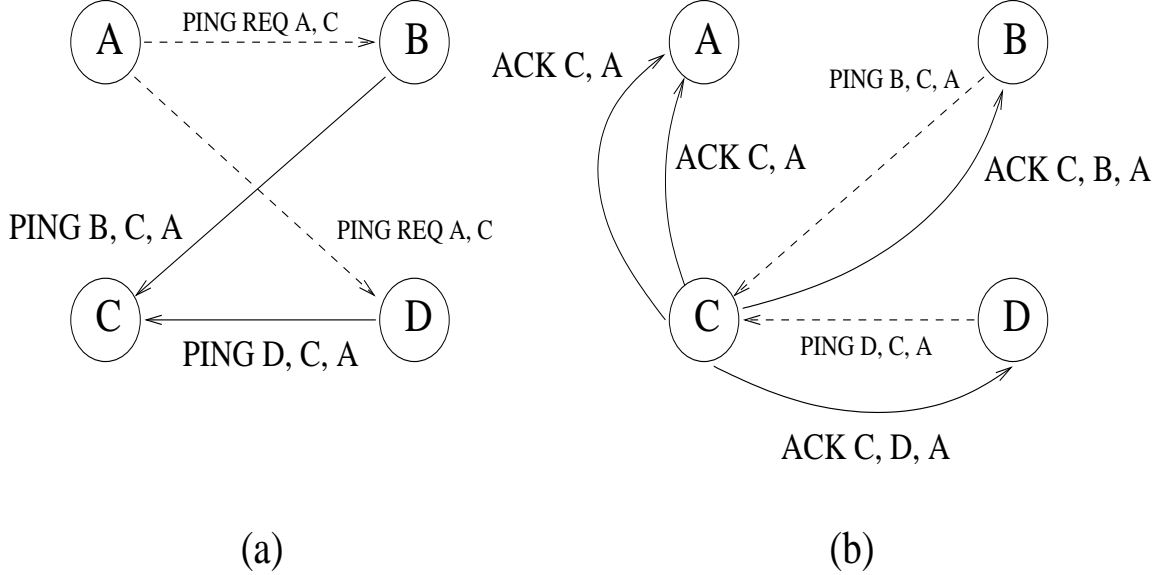 A
PING REQ A, C
B
PING B, C, A
PING REQ A, C
C
D
PING D, C, A
(a)
A
B
ACK C, A
PING B, C, A
ACK C, A
ACK C, B, A
C
D
PING D, C, A
ACK C, D, A
(b)